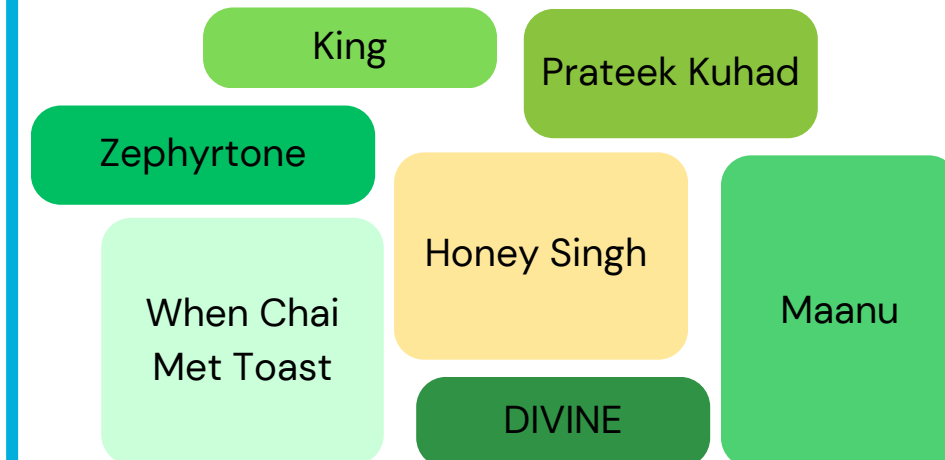 King
Prateek Kuhad
Zephyrtone
Honey Singh
When Chai
Met Toast
Maanu
DIVINE